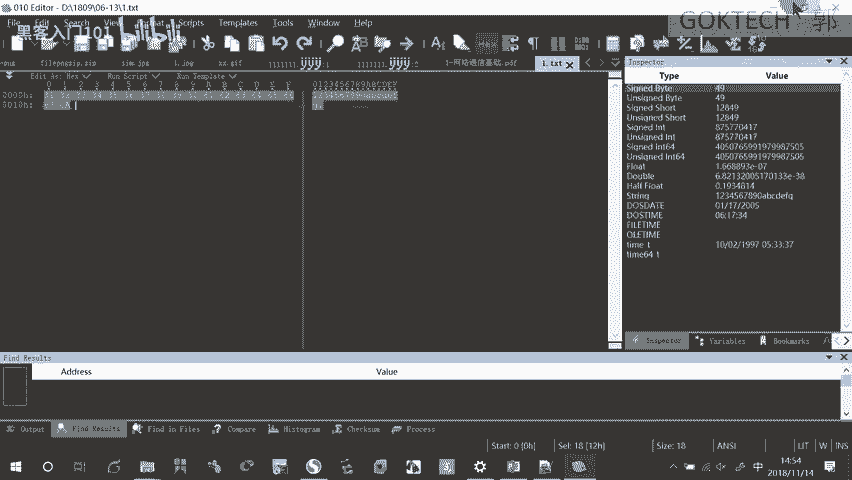 010 Editor - D:\1809\06-13\1.txt
黑客入门101 bilibili
GOKTECH 郭
File Search Scripts Templates Tools Window Help
filepngzip.zip sim.jpg 1.jpg xx.gif 1-网络通信基础.pdf 1.txt
Edit As: Hex Run Script Run Template
0 1 2 3 4 5 6 7 8 9 A B C D E F 0123456789ABCDEF
0000h:
0010h:
Inspector
Type Value
Signed Byte 49
Unsigned Byte 49
Signed Short 12849
Unsigned Short 12849
Signed Int 875770417
Unsigned Int 875770417
Signed Int64 4050765991979987505
Unsigned Int64 4050765991979987505
Float 1.668893e-07
Double 6.82132005170133e-38
Half Float 0.1934814
String 1234567890abcdefq
DOSDATE 01/17/2005
DOSTIME 06:17:34
FILETIME
OLETIME
time_t 10/02/1997 05:33:37
time64_t
Inspector Variables Bookmarks
Find Results
Address Value
Output Find Results Find in Files Compare Histogram Checksum Process
Start: 0 [0h] Sel: 18 [12h] Size: 18 ANSI LIT W INS
中 14:54
2018/11/14